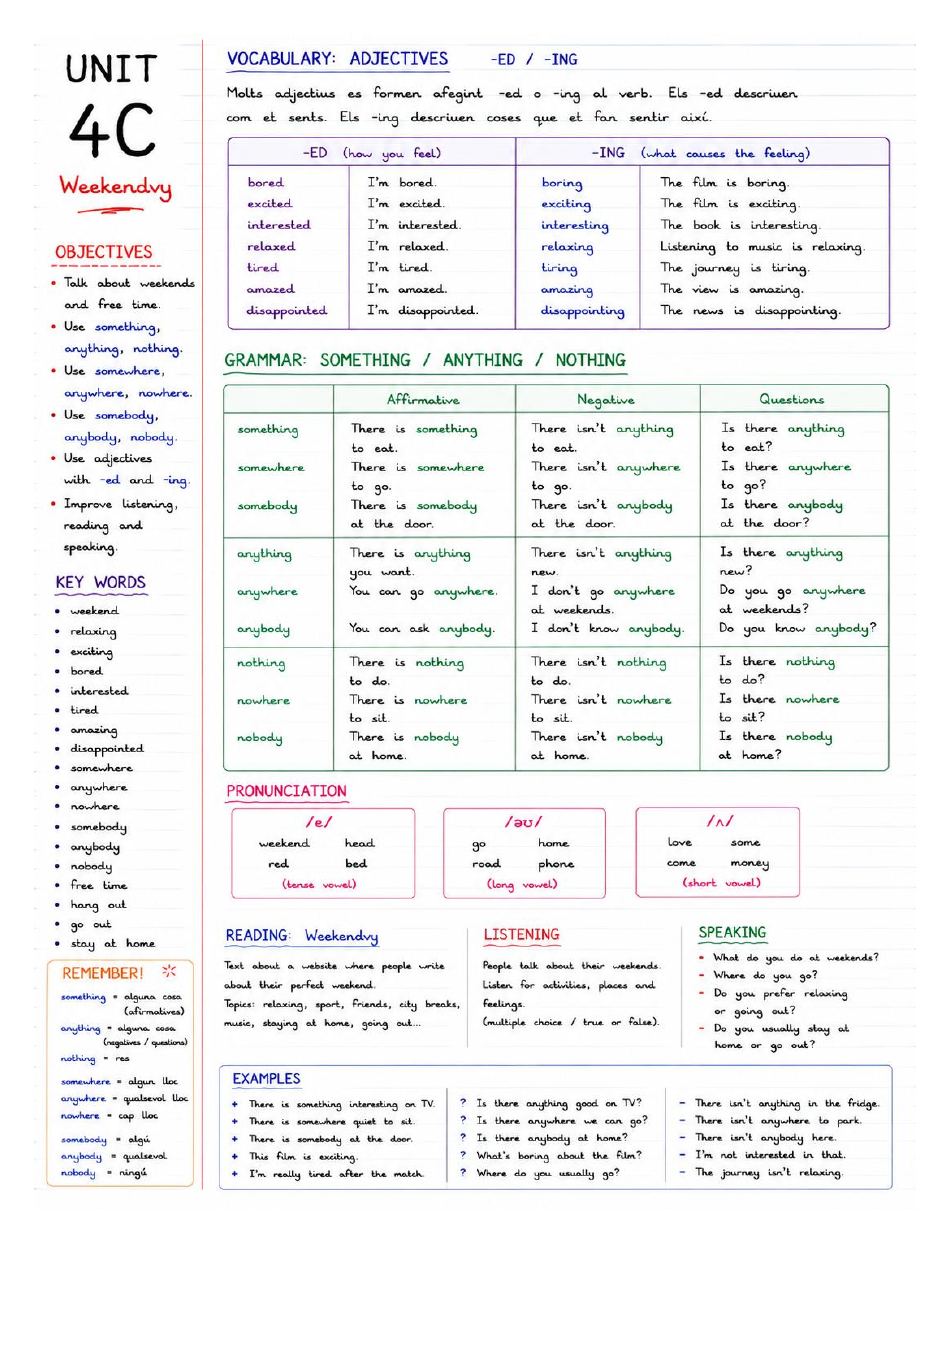 UNIT
4C
Weekendvy
OBJECTIVES
• Talk about weekends
and free time.
• Use something,
anything, nothing.
• Use somewhere,
anywhere, nowhere.
• Use somebody,
anybody, nobody.
• Use adjectives
with -ed and -ing.
• Improve listening,
reading and
speaking.
KEY WORDS
• weekend
• relaxing
• exciting
• bored
• interested
• tired
• amazing
• disappointed
• somewhere
• anywhere
• nowhere
• somebody
• anybody
• nobody
• free time
• hang out
• go out
• stay at home
REMEMBER!
something = alguna cosa
(afirmatives)
anything = alguna cosa
(negatives / questions)
nothing = res
somewhere = algun lloc
anywhere = qualsevol lloc
nowhere = cap lloc
somebody = algú
anybody = qualsevol
nobody = ningú
VOCABULARY: ADJECTIVES -ED / -ING
Molts adjectius es formen afegint -ed o -ing al verb. Els -ed descriuen
com et sents. Els -ing descriuen coses que et fan sentir així.
-ED (how you feel) -ING (what causes the feeling)
bored I'm bored. boring The film is boring.
excited I'm excited. exciting The film is exciting.
interested I'm interested. interesting The book is interesting.
relaxed I'm relaxed. relaxing Listening to music is relaxing.
tired I'm tired. tiring The journey is tiring.
amazed I'm amazed. amazing The view is amazing.
disappointed I'm disappointed. disappointing The news is disappointing.
GRAMMAR: SOMETHING / ANYTHING / NOTHING
Affirmative Negative Questions
something There is something There isn't anything Is there anything
to eat. to eat. to eat?
somewhere There is somewhere There isn't anywhere Is there anywhere
to go. to go. to go?
somebody There is somebody There isn't anybody Is there anybody
at the door. at the door. at the door?
anything There is anything There isn't anything Is there anything
you want. new. new?
anywhere You can go anywhere. I don't go anywhere Do you go anywhere
at weekends. at weekends?
anybody You can ask anybody. I don't know anybody. Do you know anybody?
nothing There is nothing There isn't nothing Is there nothing
to do. to do. to do?
nowhere There is nowhere There isn't nowhere Is there nowhere
to sit. to sit. to sit?
nobody There is nobody There isn't nobody Is there nobody
at home. at home. at home?
PRONUNCIATION
/e/
weekend head
red bed
(tense vowel)
/əʊ/
go home
road phone
(long vowel)
/ʌ/
love some
come money
(short vowel)
READING: Weekendvy
Text about a website where people write
about their perfect weekend.
Topics: relaxing, sport, friends, city breaks,
music, staying at home, going out...
LISTENING
People talk about their weekends.
Listen for activities, places and
feelings.
(multiple choice / true or false).
SPEAKING
- What do you do at weekends?
- Where do you go?
- Do you prefer relaxing
or going out?
- Do you usually stay at
home or go out?
EXAMPLES
+ There is something interesting on TV.
+ There is somewhere quiet to sit.
+ There is somebody at the door.
+ This film is exciting.
+ I'm really tired after the match.
? Is there anything good on TV?
? Is there anywhere we can go?
? Is there anybody at home?
? What's boring about the film?
? Where do you usually go?
- There isn't anything in the fridge.
- There isn't anywhere to park.
- There isn't anybody here.
- I'm not interested in that.
- The journey isn't relaxing.